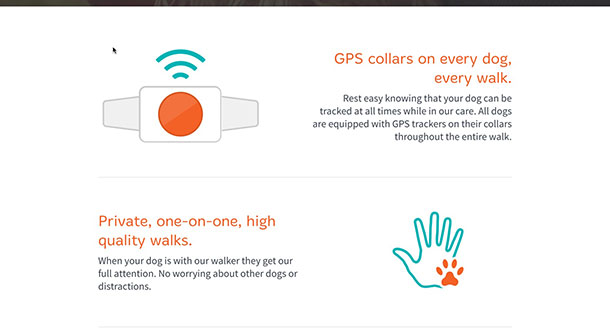 GPS collars on every dog,
every walk.
Rest easy knowing that your dog can be
tracked at all times while in our care. All dogs
are equipped with GPS trackers on their collars
throughout the entire walk.
Private, one-on-one, high
quality walks.
When your dog is with our walker they get our
full attention. No worrying about other dogs or
distractions.